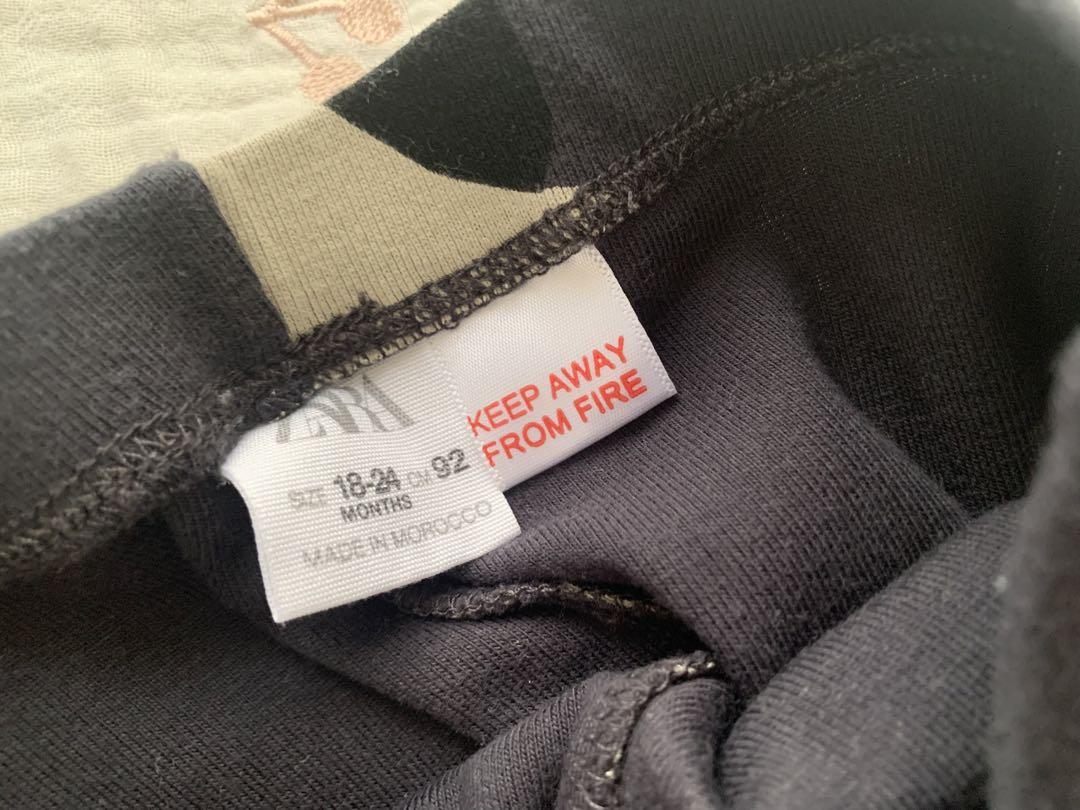 ZARA
SIZE 18-24 CM 92
MONTHS
MADE IN MOROCCO
KEEP AWAY
FROM FIRE